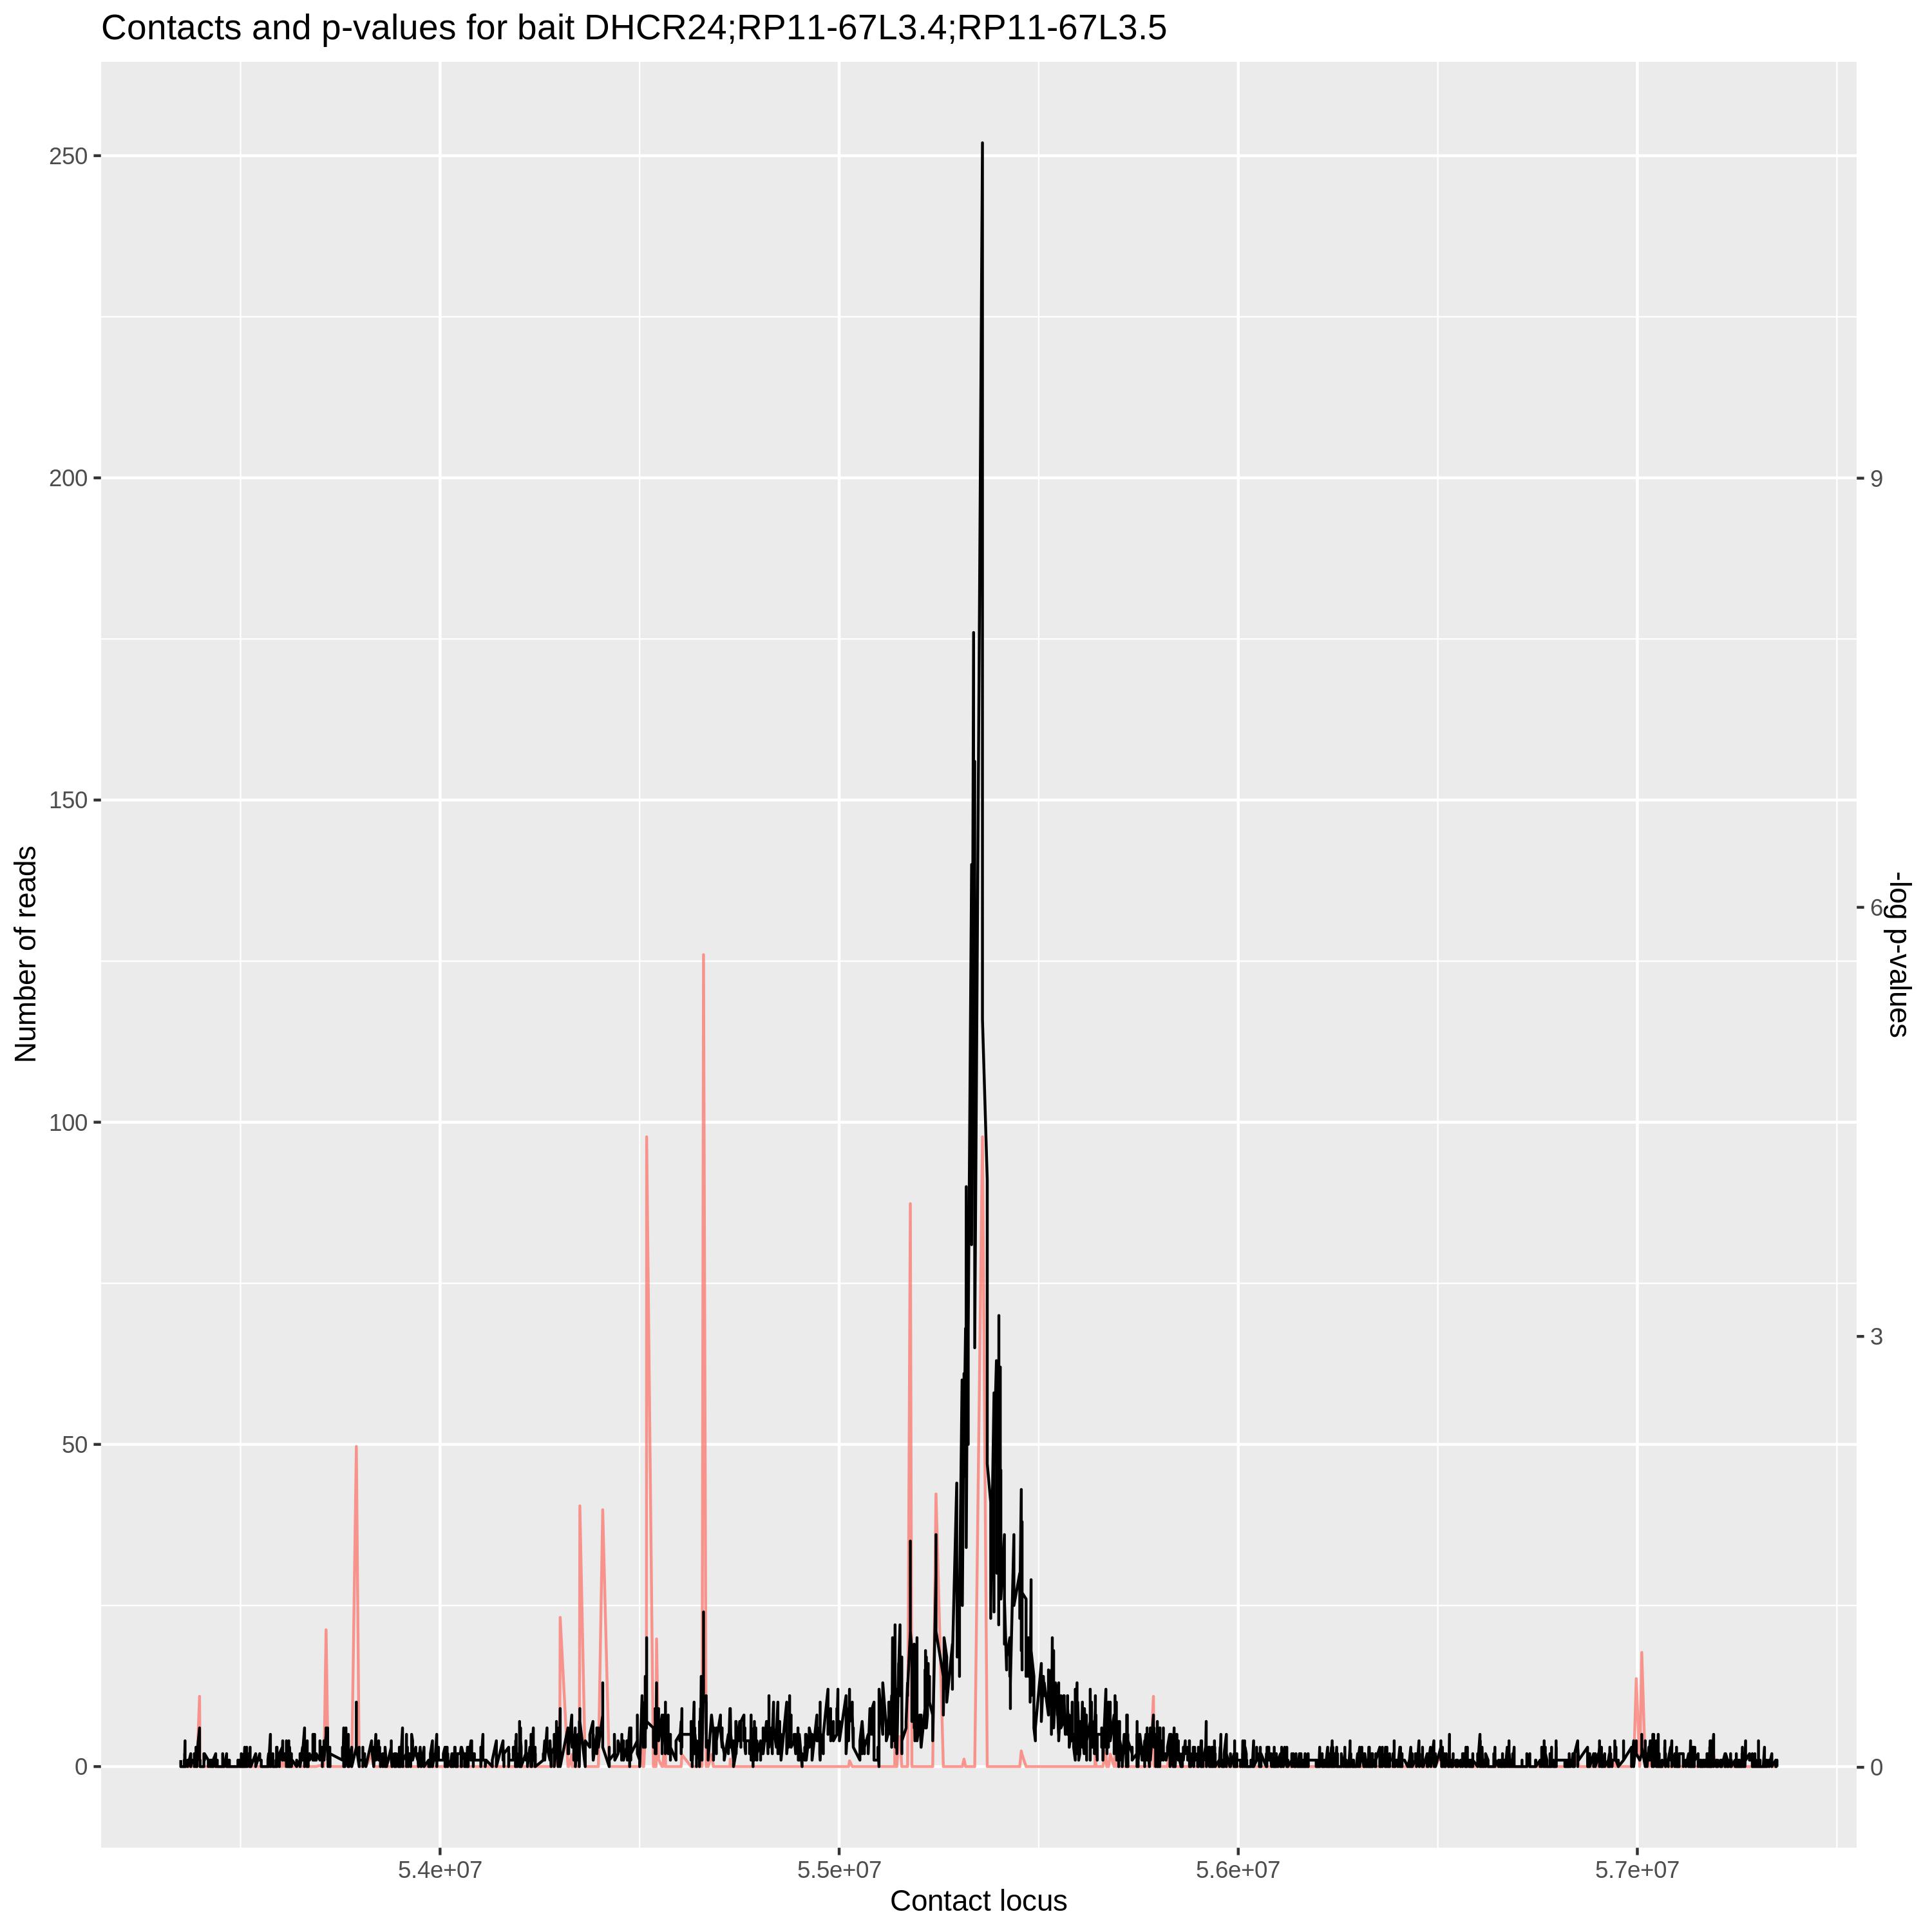 Contacts and p-values for bait DHCR24;RP11-67L3.4;RP11-67L3.5
250
200
150
100
50
0
Number of reads
9
6
3
0
-log p-values
5.4e+07 5.5e+07 5.6e+07 5.7e+07
Contact locus